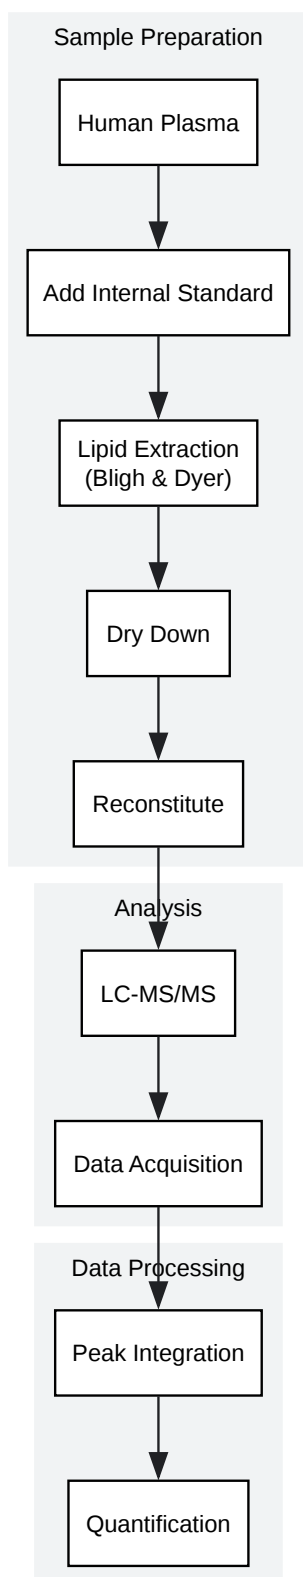 Sample Preparation
Human Plasma
Add Internal Standard
Lipid Extraction
(Bligh & Dyer)
Dry Down
Reconstitute
Analysis
LC-MS/MS
Data Acquisition
Data Processing
Peak Integration
Quantification